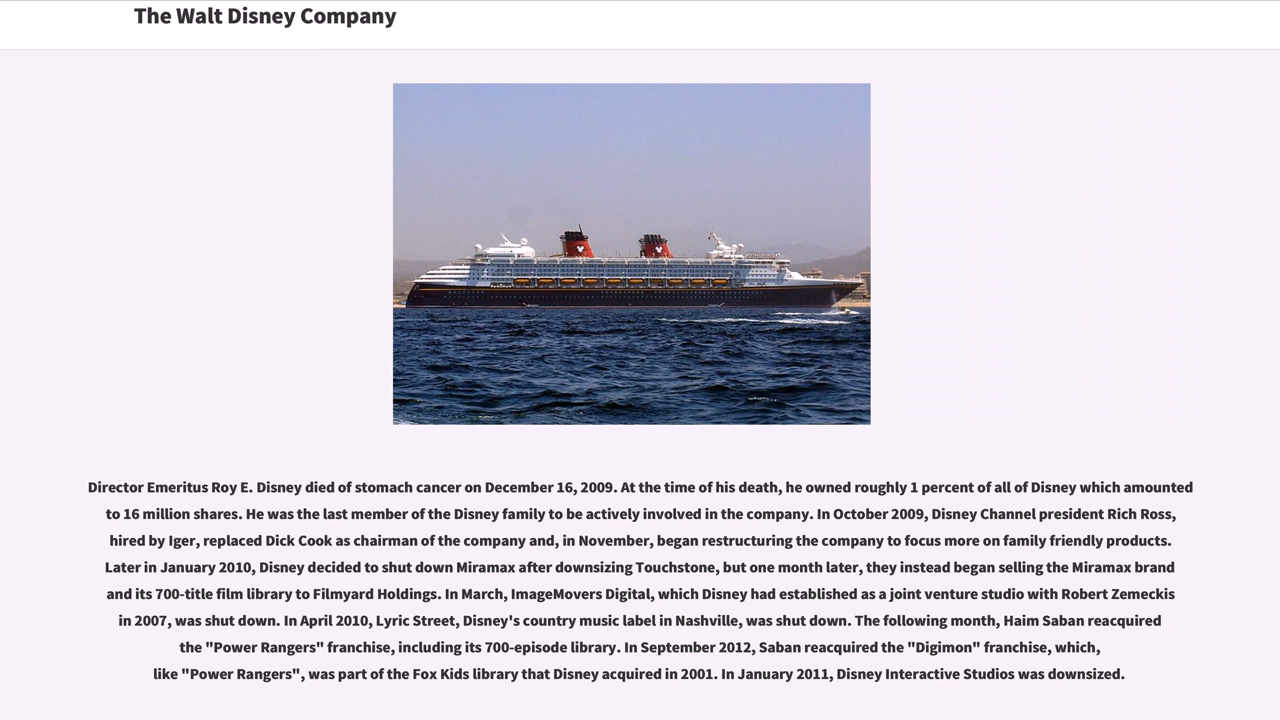 The Walt Disney Company
Director Emeritus Roy E. Disney died of stomach cancer on December 16, 2009. At the time of his death, he owned roughly 1 percent of all of Disney which amounted
to 16 million shares. He was the last member of the Disney family to be actively involved in the company. In October 2009, Disney Channel president Rich Ross,
hired by Iger, replaced Dick Cook as chairman of the company and, in November, began restructuring the company to focus more on family friendly products.
Later in January 2010, Disney decided to shut down Miramax after downsizing Touchstone, but one month later, they instead began selling the Miramax brand
and its 700-title film library to Filmyard Holdings. In March, ImageMovers Digital, which Disney had established as a joint venture studio with Robert Zemeckis
in 2007, was shut down. In April 2010, Lyric Street, Disney's country music label in Nashville, was shut down. The following month, Haim Saban reacquired
the "Power Rangers" franchise, including its 700-episode library. In September 2012, Saban reacquired the "Digimon" franchise, which,
like "Power Rangers", was part of the Fox Kids library that Disney acquired in 2001. In January 2011, Disney Interactive Studios was downsized.